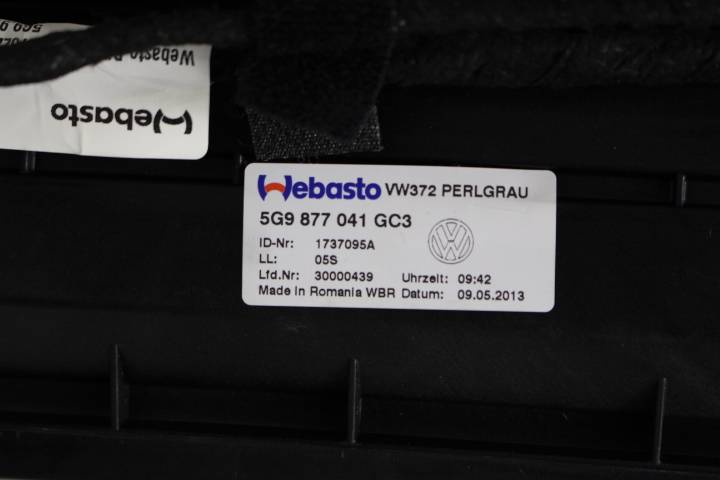 Webasto
Webasto VW372 PERLGRAU
5G9 877 041 GC3
ID-Nr: 1737095A
LL: 05S
Lfd.Nr: 30000439 Uhrzeit: 09:42
Made in Romania WBR Datum: 09.05.2013
Webasto